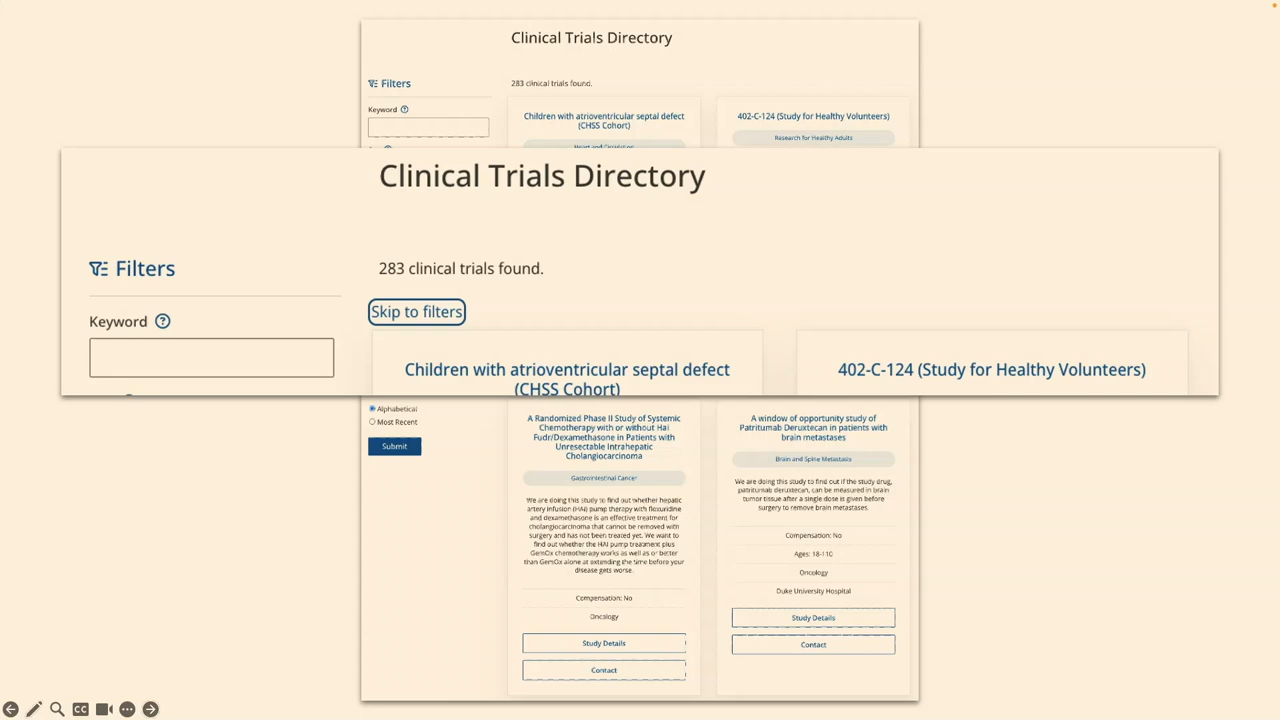 Clinical Trials Directory
Filters
283 clinical trials found.
Keyword
Children with atrioventricular septal defect
(CHSS Cohort)
402-C-124 (Study for Healthy Volunteers)
Heart and Circulation
Research for Healthy Adults
Clinical Trials Directory
Filters
283 clinical trials found.
Keyword
Skip to filters
Children with atrioventricular septal defect
(CHSS Cohort)
402-C-124 (Study for Healthy Volunteers)
Alphabetical
Most Recent
Submit
A Randomized Phase II Study of Systemic
Chemotherapy with or without Hai
Fudr/Dexamethasone in Patients with
Unresectable Intrahepatic
Cholangiocarcinoma
Gastrointestinal Cancer
We are doing this study to find out whether hepatic
artery infusion (HAI) pump therapy with floxuridine
and dexamethasone is an effective treatment for
cholangiocarcinoma that cannot be removed with
surgery and has not been treated yet. We want to
find out whether the HAI pump treatment plus
GemOx chemotherapy works as well as or better
than GemOx alone at extending the time before your
disease gets worse.
Compensation: No
Oncology
Study Details
Contact
A window of opportunity study of
Patritumab Deruxtecan in patients with
brain metastases
Brain and Spine Metastasis
We are doing this study to find out if the study drug,
patritumab deruxtecan, can be measured in brain
tumor tissue after a single dose is given before
surgery to remove brain metastases.
Compensation: No
Ages: 18-110
Oncology
Duke University Hospital
Study Details
Contact
CC